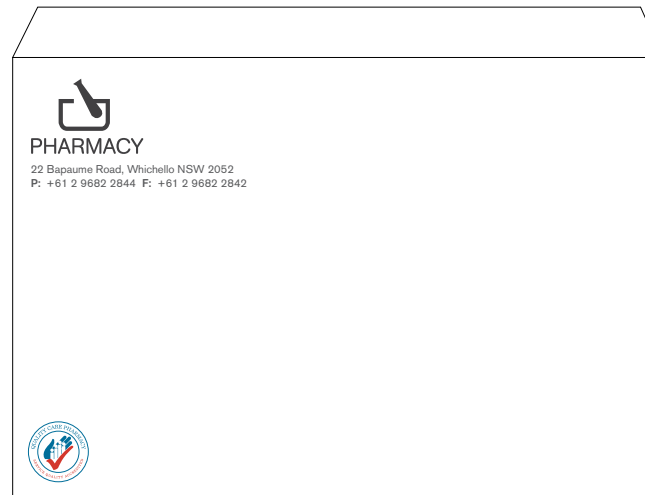 PHARMACY
22 Bapaume Road, Whichello NSW 2052
P: +61 2 9682 2844 F: +61 2 9682 2842
QUALITY CARE PHARMACY